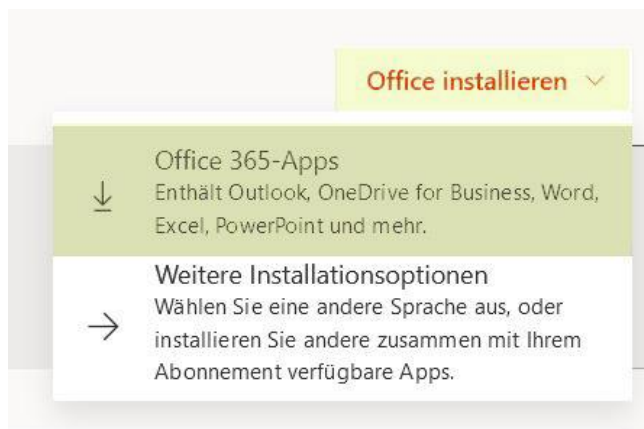 Office installieren
Office 365-Apps
Enthält Outlook, OneDrive for Business, Word,
Excel, PowerPoint und mehr.
Weitere Installationsoptionen
Wählen Sie eine andere Sprache aus, oder
installieren Sie andere zusammen mit Ihrem
Abonnement verfügbare Apps.